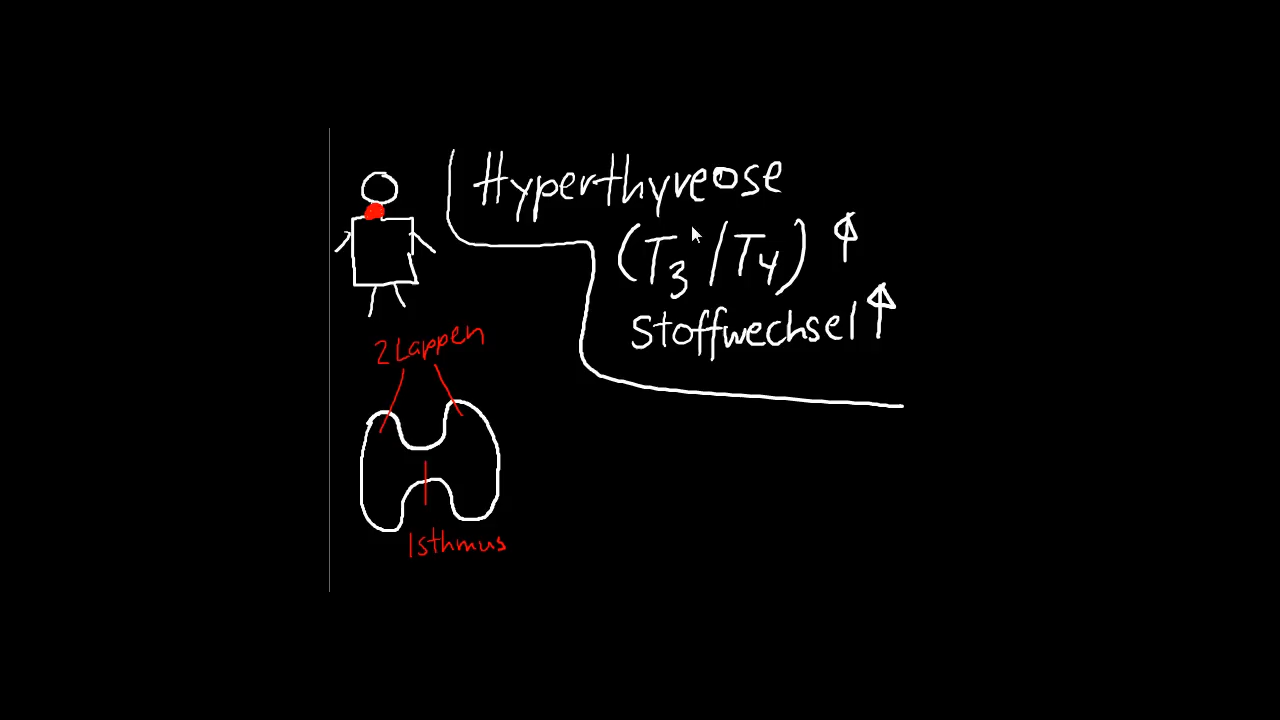 Hyperthyreose
(T3/T4) ↑
Stoffwechsel ↑
2 Lappen
Isthmus